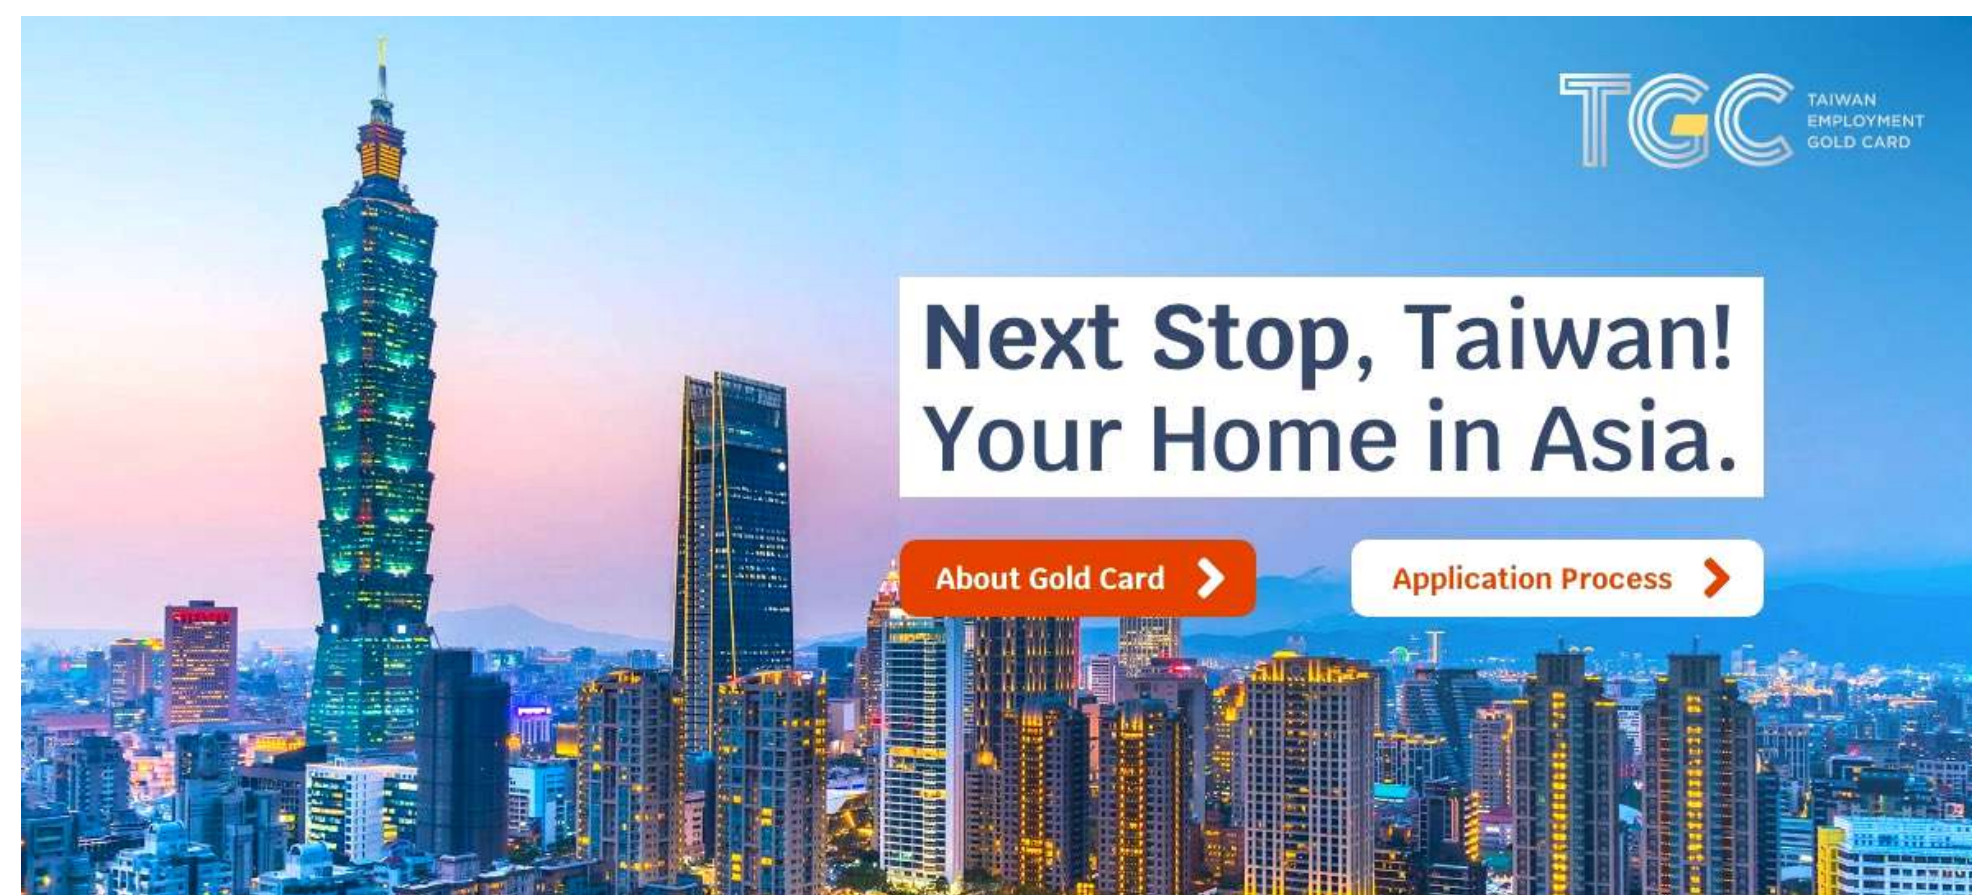 TAIWAN
EMPLOYMENT
GOLD CARD
TGC
Next Stop, Taiwan!
Your Home in Asia.
About Gold Card
Application Process